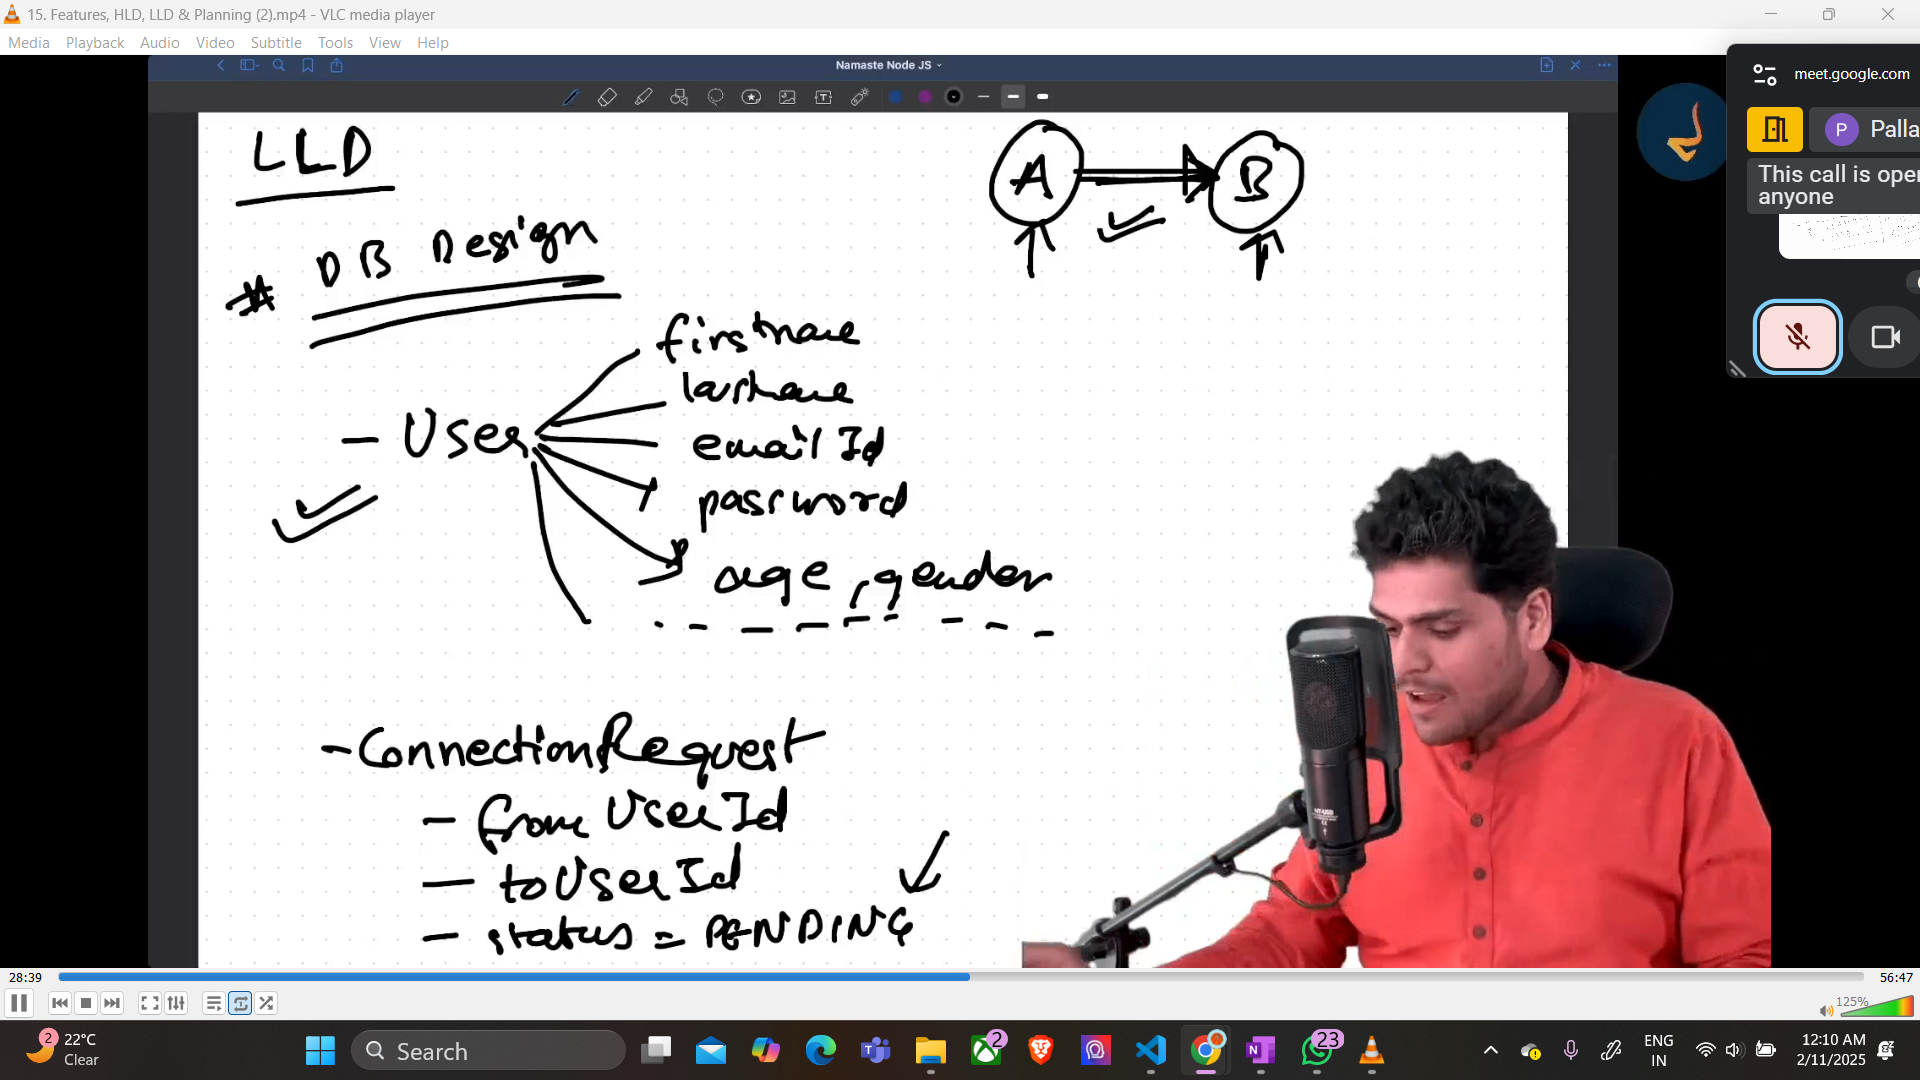 15. Features, HLD, LLD & Planning (2).mp4 - VLC media player
Media Playback Audio Video Subtitle Tools View Help
Namaste Node JS
meet.google.com
P Palla
This call is open
anyone
LLD
A B
# DB Design
- User
firstname
lastname
emailId
password
age, gender
- ConnectionRequest
- from UserId
- toUserId
- status = PENDING
28:39
56:47
125%
2 22°C
Clear
Search
2
23
ENG
IN
12:10 AM
2/11/2025